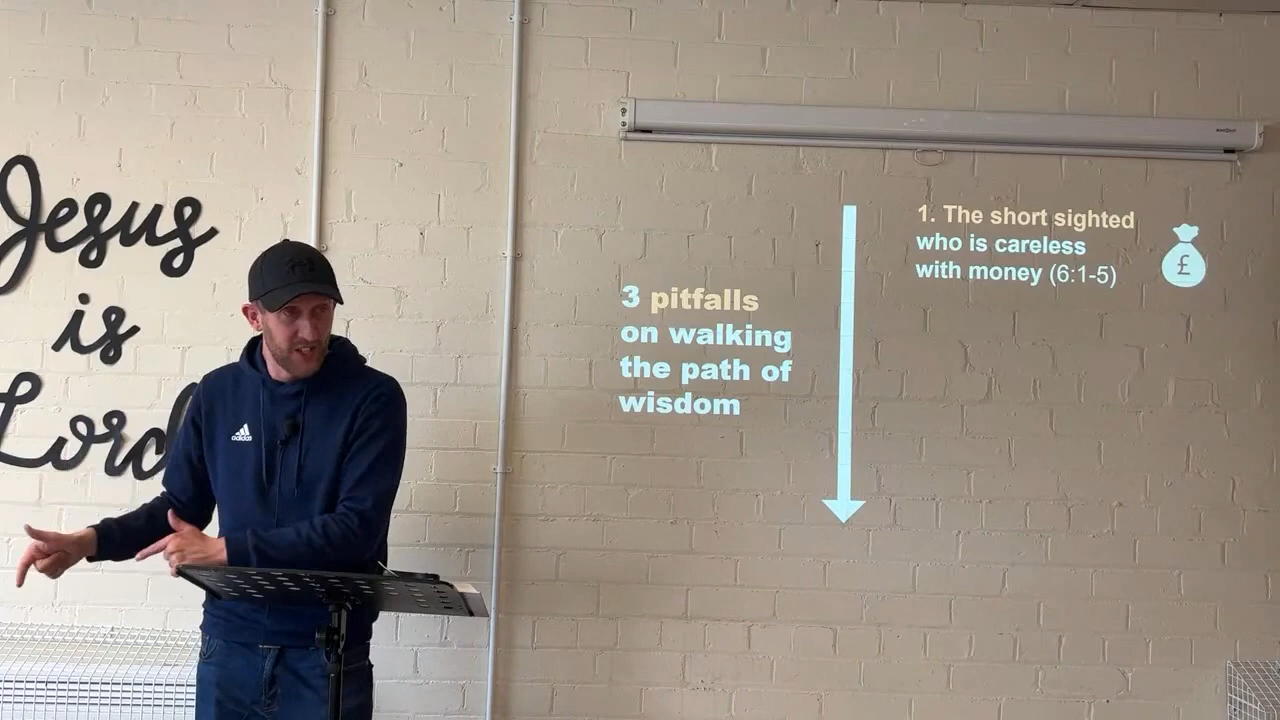 Jesus
is
Lord
adidas
3 pitfalls
on walking
the path of
wisdom
1. The short sighted
who is careless
with money (6:1-5)
£